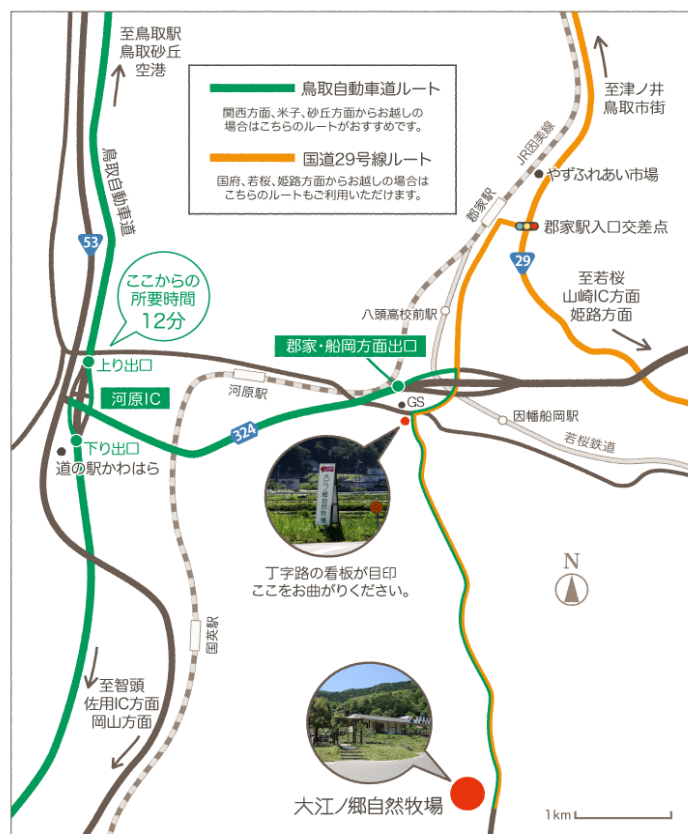 至鳥取駅
鳥取砂丘
空港
鳥取自動車道ルート
関西方面、米子、砂丘方面からお越しの
場合はこちらのルートがおすすめです。
国道29号線ルート
国府、若桜、姫路方面からお越しの場合は
こちらのルートもご利用いただけます。
至津ノ井
鳥取市街
JR因美線
やずふれあい市場
郡家駅
郡家駅入口交差点
鳥取自動車道
53
29
ここからの
所要時間
12分
至若桜
山崎IC方面
姫路方面
八頭高校前駅
郡家・船岡方面出口
上り出口
河原IC
河原駅
GS
因幡船岡駅
324
若桜鉄道
下り出口
道の駅かわはら
大江ノ郷自然牧場
丁字路の看板が目印
ここをお曲がりください。
N
国英駅
至智頭
佐用IC方面
岡山方面
大江ノ郷自然牧場
1km